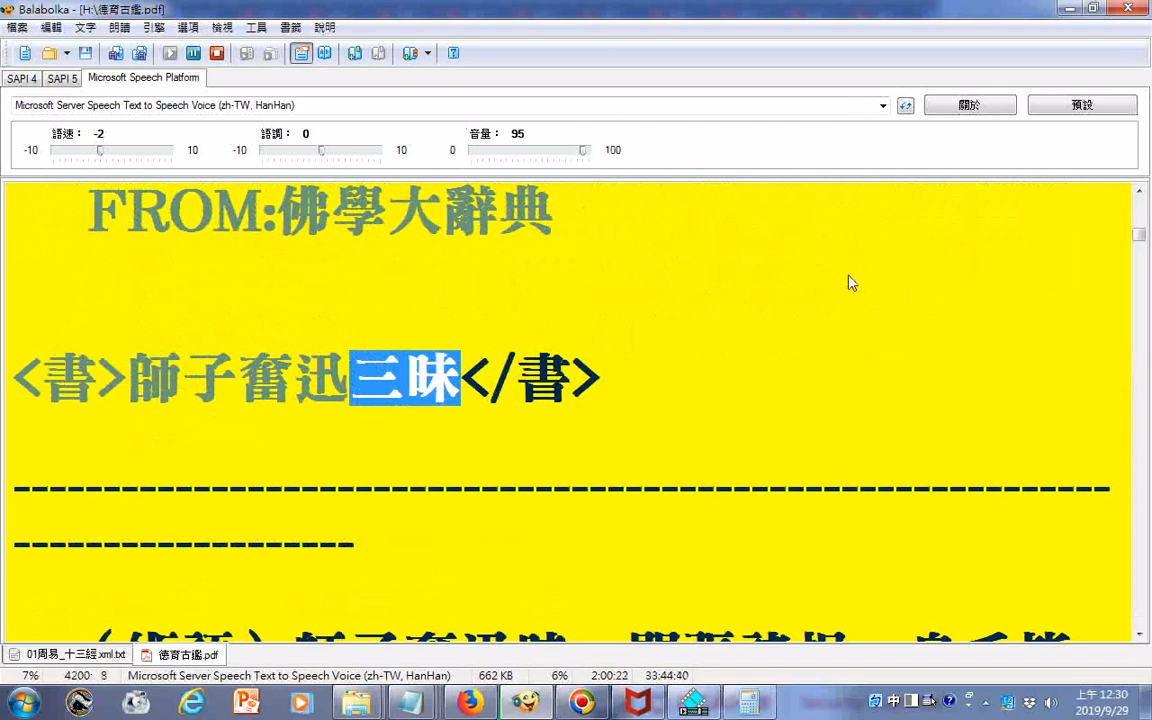 Balabolka - [H:\德育古鑑.pdf]
檔案 編輯 文字 朗讀 引擎 選項 檢視 工具 書籤 說明
SAPI 4 SAPI 5 Microsoft Speech Platform
Microsoft Server Speech Text to Speech Voice (zh-TW, HanHan) 關於 預設
語速： -2 語調： 0 音量： 95
-10 10 -10 10 0 100
FROM:佛學大辭典
<書>師子奮迅三昧</書>
-------------------------------------------------------------
-------------------
01周易_十三經.xml.txt 德育古鑑.pdf
7% 4200: 8 Microsoft Server Speech Text to Speech Voice (zh-TW, HanHan) 662 KB 6% 2:00:22 33:44:40
中 上午 12:30
2019/9/29